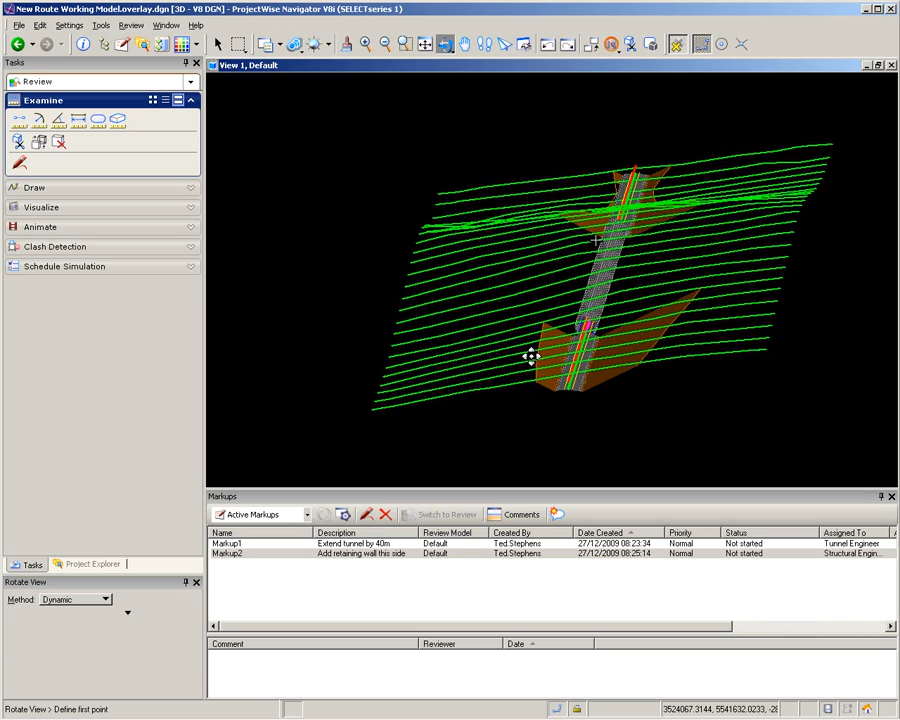 New Route Working Model.overlay.dgn [3D - V8 DGN] - ProjectWise Navigator V8i (SELECTseries 1)
File Edit Settings Tools Review Window Help
Tasks
View 1, Default
Review
Examine
Draw
Visualize
Animate
Clash Detection
Schedule Simulation
Markups
Active Markups
Switch to Review
Comments
Name Description Review Model Created By Date Created Priority Status Assigned To A
Markup1 Extend tunnel by 40m Default Ted Stephens 27/12/2009 08:23:34 Normal Not started Tunnel Engineer
Markup2 Add retaining wall this side Default Ted Stephens 27/12/2009 08:25:14 Normal Not started Structural Engin...
Tasks Project Explorer
Rotate View
Method: Dynamic
Comment Reviewer Date
Rotate View > Define first point
3524067.3144, 5541632.0233, -28